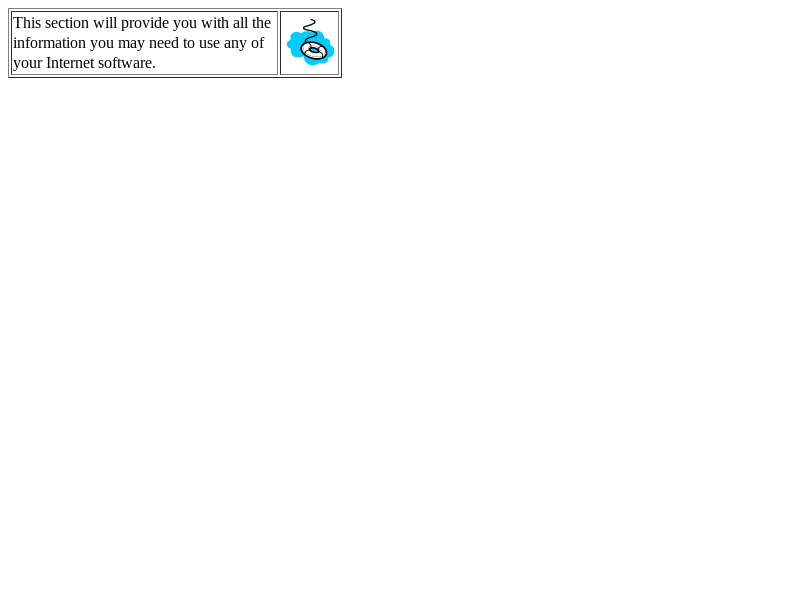 This section will provide you with all the
information you may need to use any of
your Internet software.